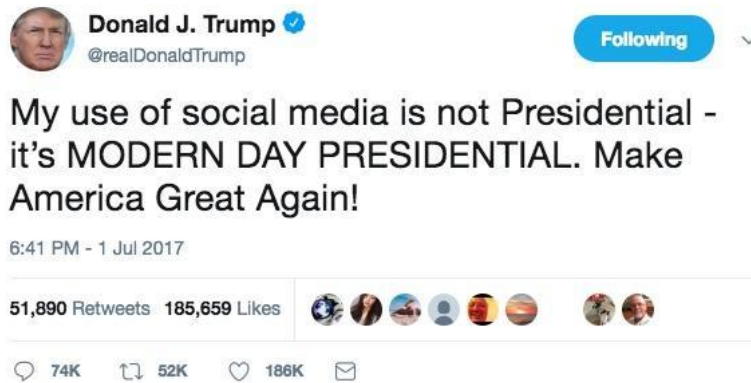 Donald J. Trump
@realDonaldTrump
Following
My use of social media is not Presidential -
it's MODERN DAY PRESIDENTIAL. Make
America Great Again!
6:41 PM - 1 Jul 2017
51,890 Retweets 185,659 Likes
74K 52K 186K